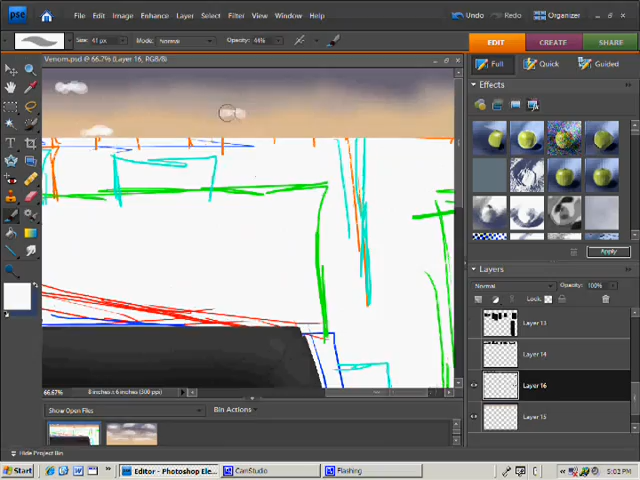 pse
File Edit Image Enhance Layer Select Filter View Window Help
Undo Redo Organizer
Size: 41 px Mode: Normal Opacity: 44%
EDIT CREATE SHARE
Venom.psd @ 66.7% (Layer 16, RGB/8)
Full Quick Guided
Effects
Apply
Layers
Normal Opacity: 100%
Lock:
Layer 13
Layer 14
Layer 16
Layer 15
66.67% 8 inches x 6 inches (300 ppi)
Show Open Files Bin Actions
Hide Project Bin
Start Editor - Photoshop Ele... CamStudio Flashing 5:03 PM